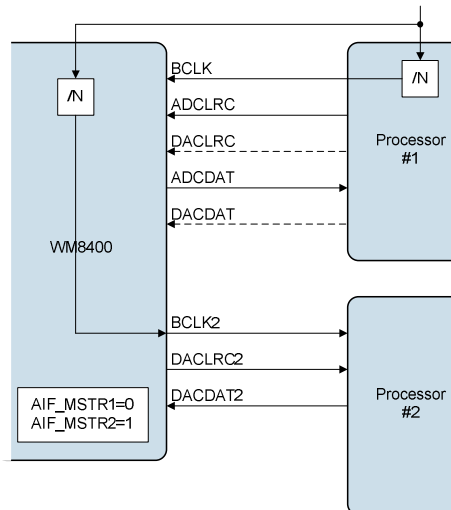 BCLK
/N
/N
ADCLRC
DACLRC
Processor
#1
ADCDAT
DACDAT
WM8400
BCLK2
DACLRC2
DACDAT2
Processor
#2
AIF_MSTR1=0
AIF_MSTR2=1